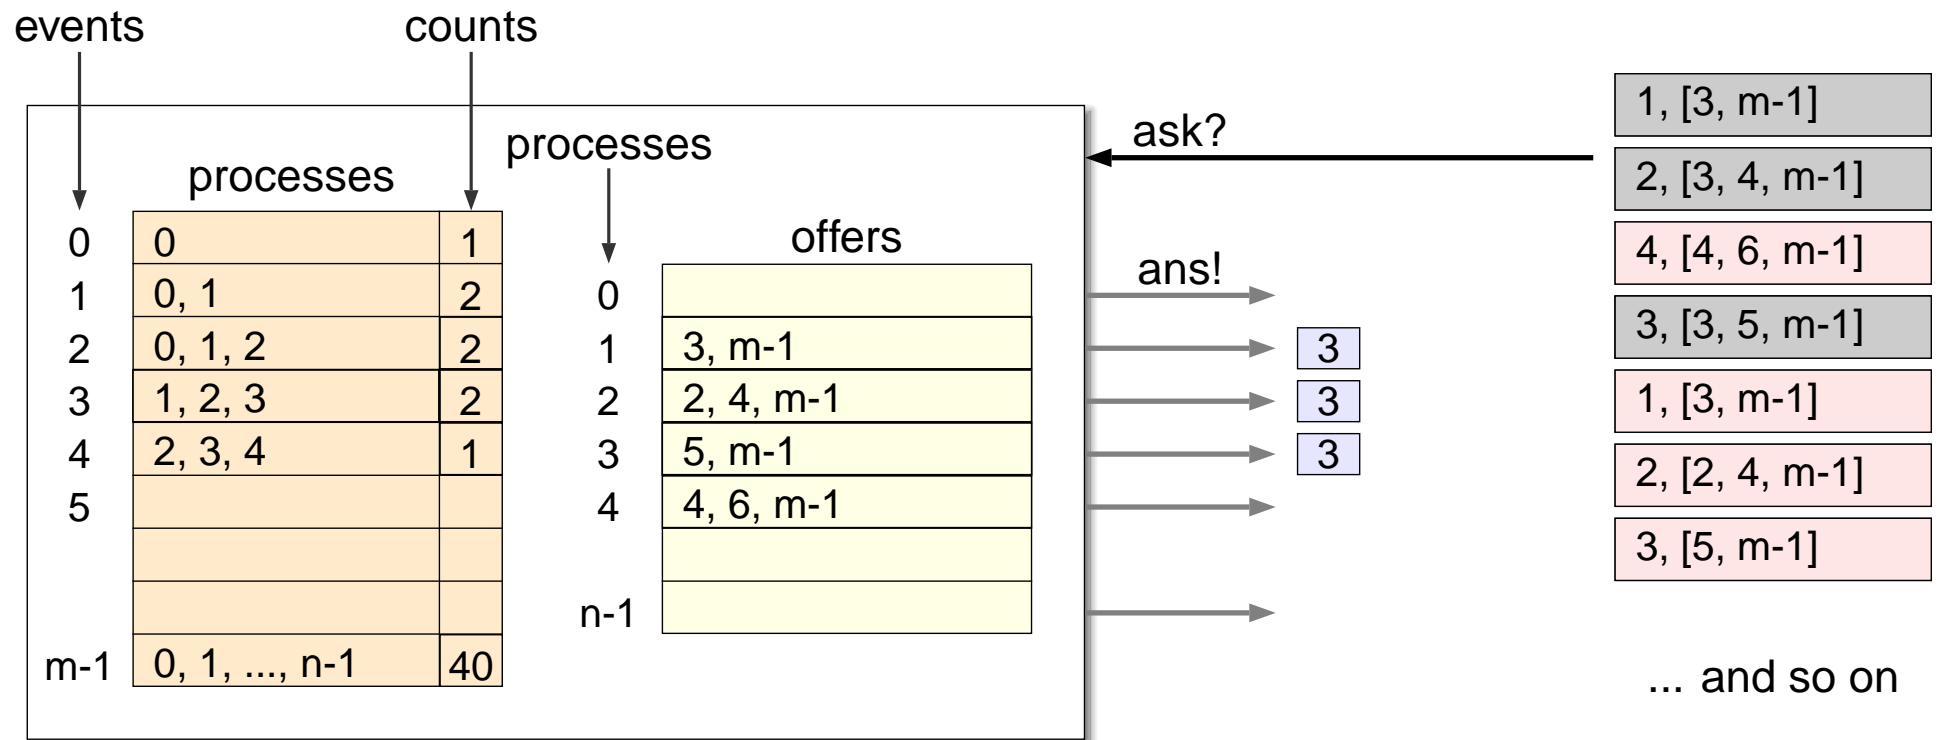 events
counts
processes
processes
offers
0
0
1
1
0, 1
2
2
0, 1, 2
2
3
1, 2, 3
2
4
2, 3, 4
1
5
m-1
0, 1, ..., n-1
40
0
1
3, m-1
2
2, 4, m-1
3
5, m-1
4
4, 6, m-1
n-1
ask?
ans!
3
3
3
1, [3, m-1]
2, [3, 4, m-1]
4, [4, 6, m-1]
3, [3, 5, m-1]
1, [3, m-1]
2, [2, 4, m-1]
3, [5, m-1]
... and so on